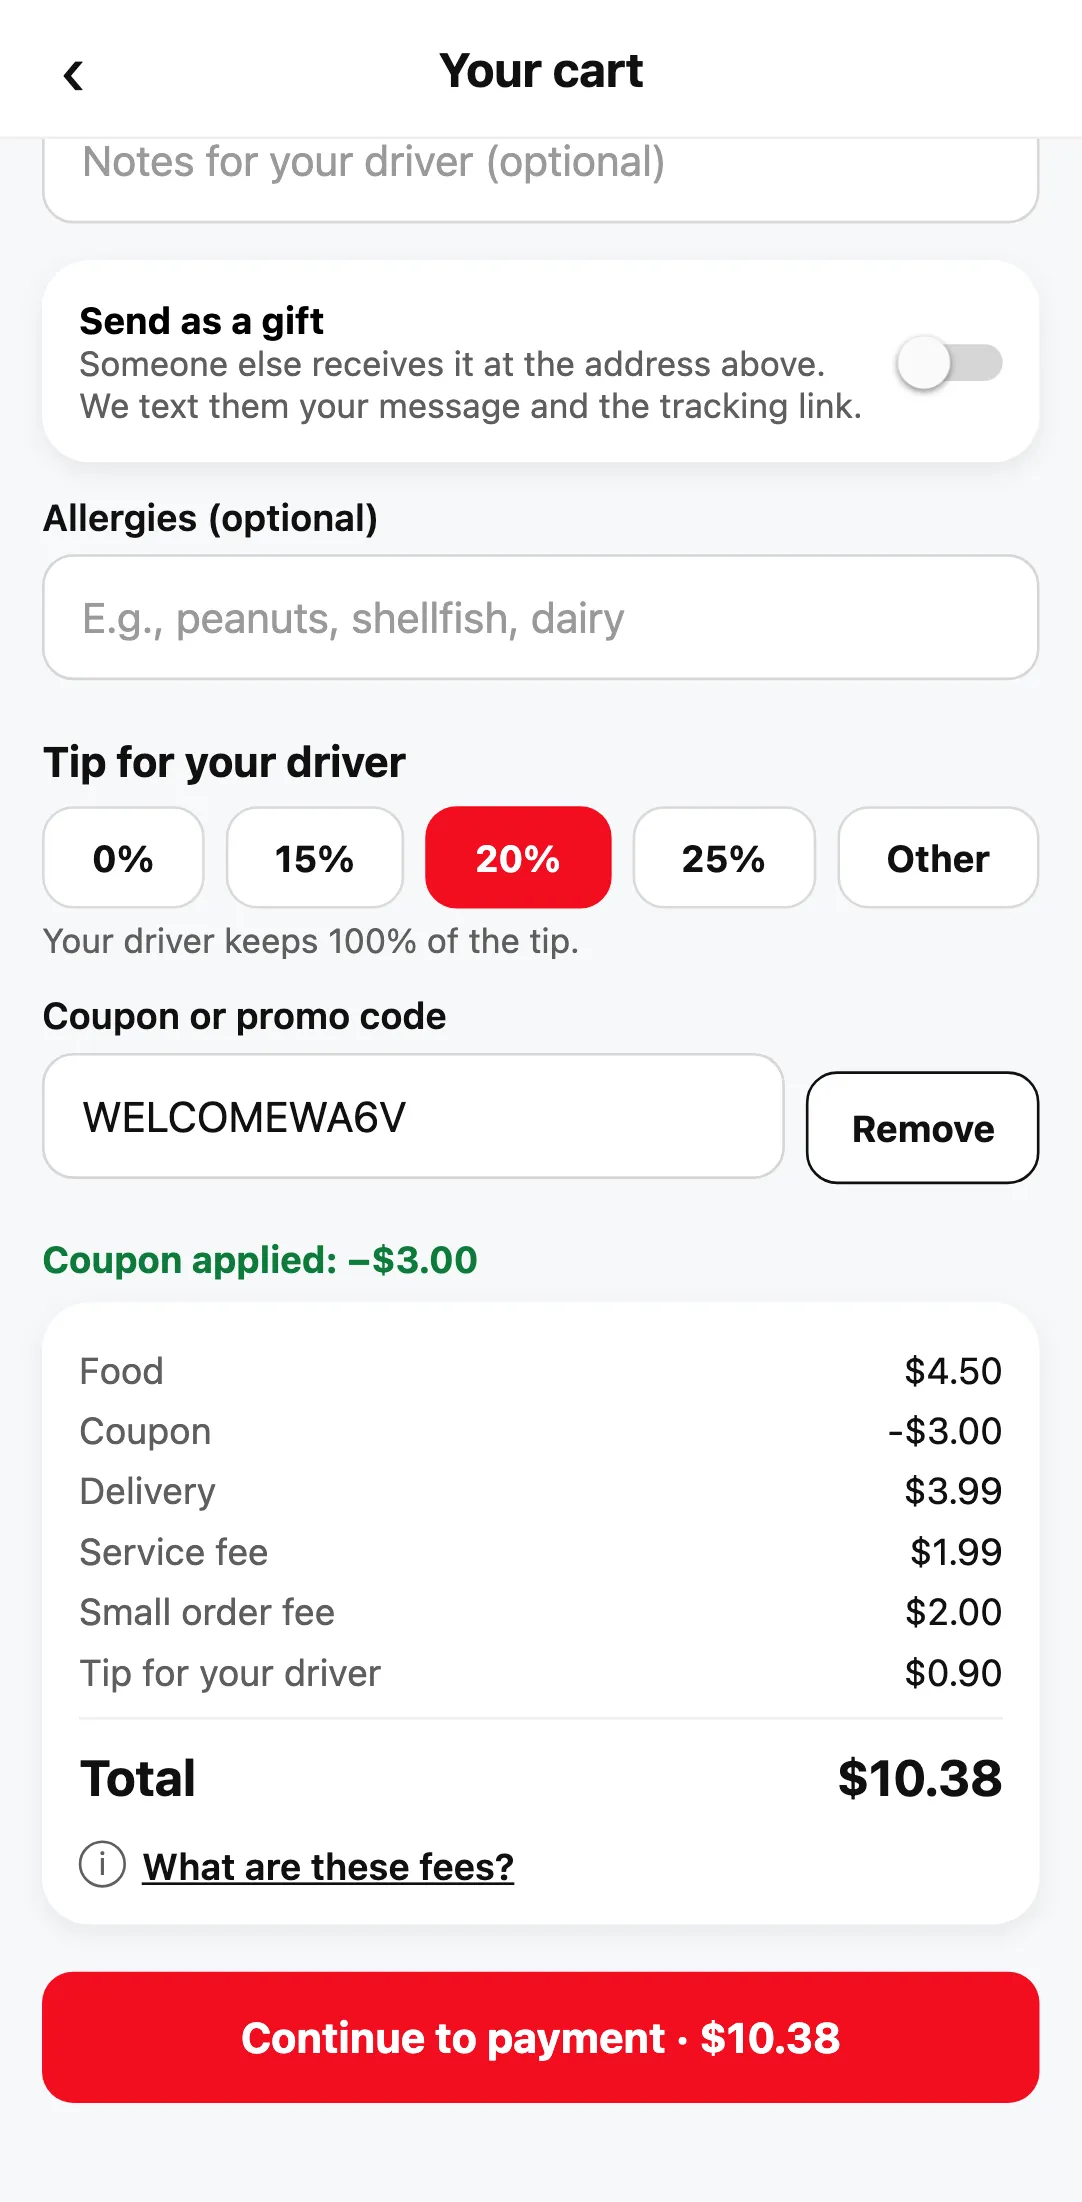 Your cart
Notes for your driver (optional)
Send as a gift
Someone else receives it at the address above.
We text them your message and the tracking link.
Allergies (optional)
E.g., peanuts, shellfish, dairy
Tip for your driver
0% 15% 20% 25% Other
Your driver keeps 100% of the tip.
Coupon or promo code
WELCOMEWA6V Remove
Coupon applied: −$3.00
Food $4.50
Coupon -$3.00
Delivery $3.99
Service fee $1.99
Small order fee $2.00
Tip for your driver $0.90
Total $10.38
What are these fees?
Continue to payment · $10.38